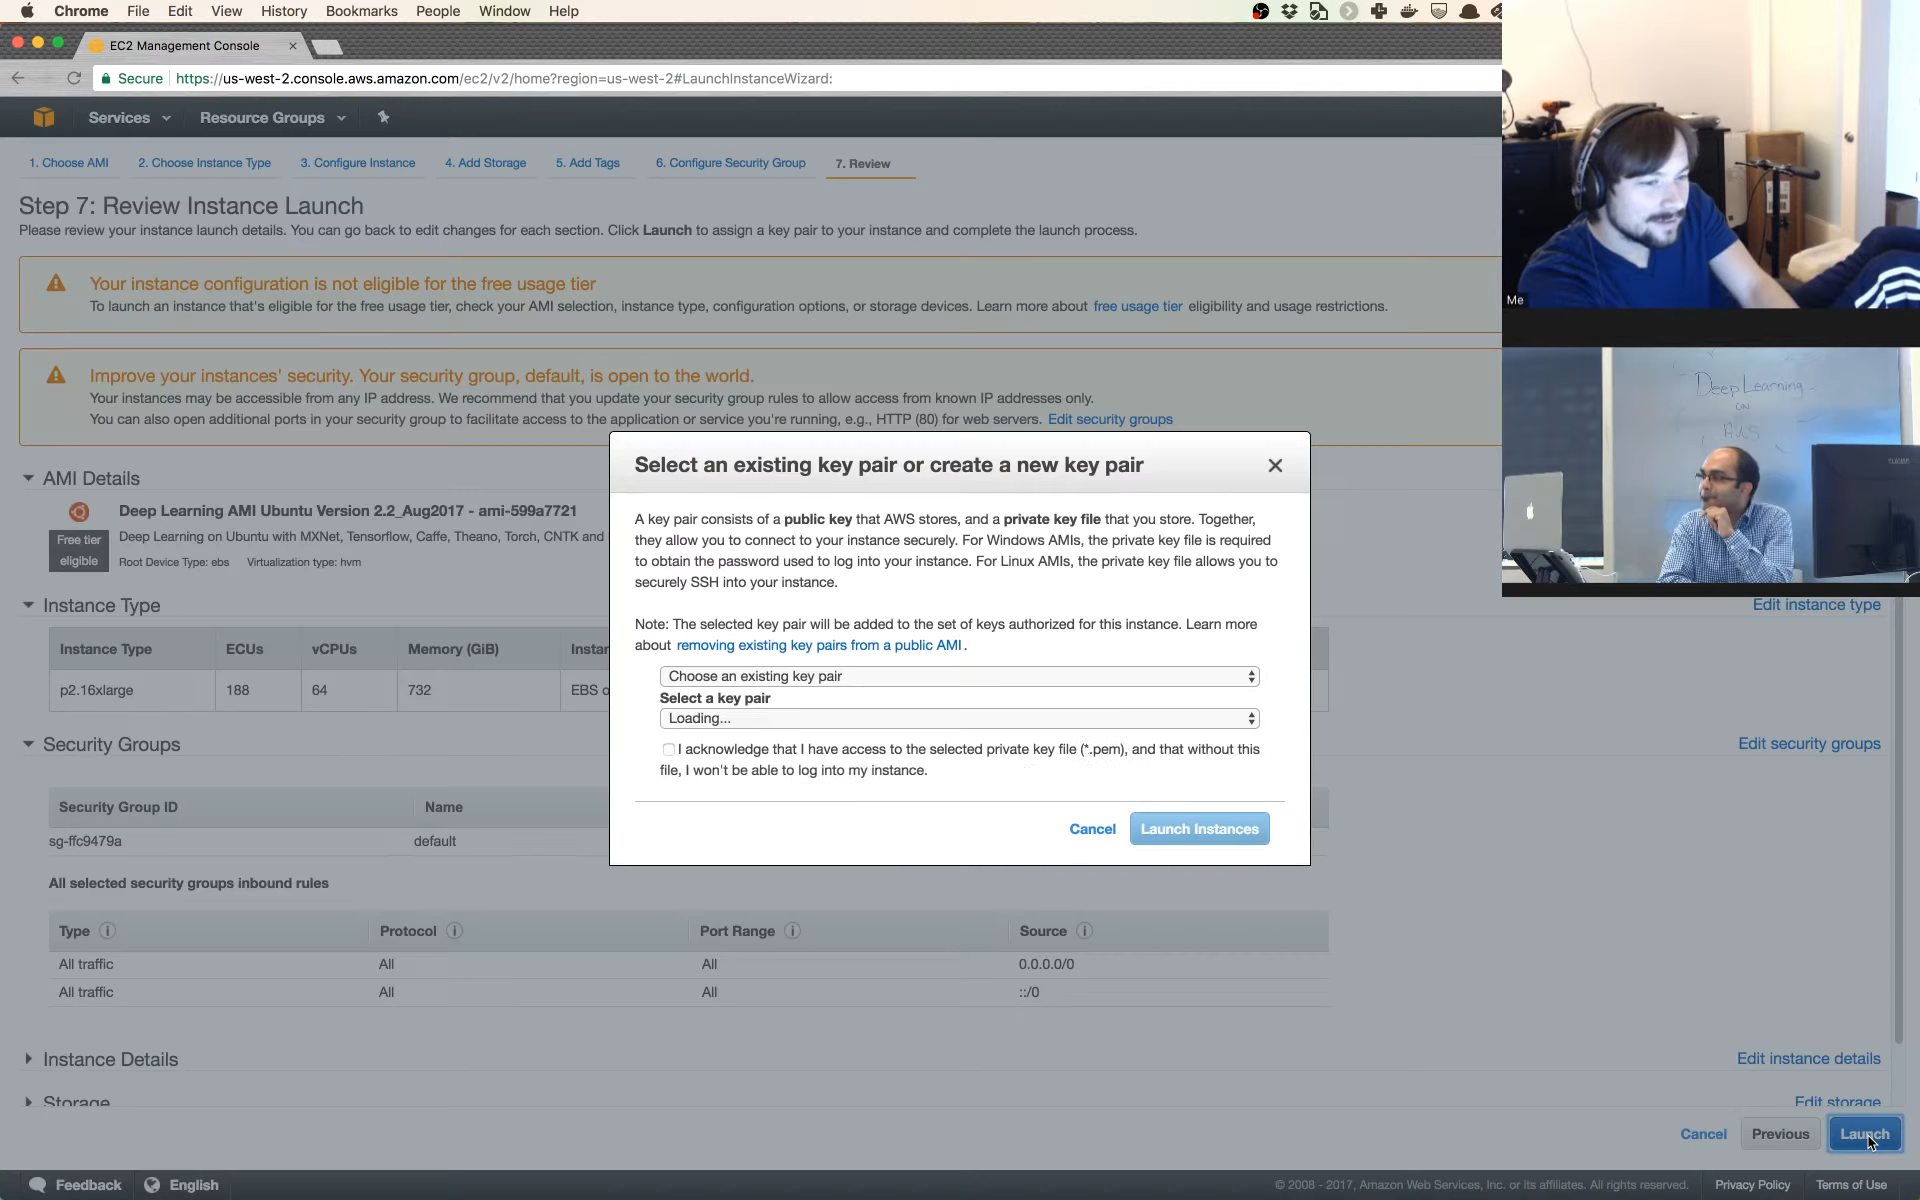 Chrome File Edit View History Bookmarks People Window Help
EC2 Management Console
Secure https://us-west-2.console.aws.amazon.com/ec2/v2/home?region=us-west-2#LaunchInstanceWizard:
Services Resource Groups
1. Choose AMI 2. Choose Instance Type 3. Configure Instance 4. Add Storage 5. Add Tags 6. Configure Security Group 7. Review
Step 7: Review Instance Launch
Please review your instance launch details. You can go back to edit changes for each section. Click Launch to assign a key pair to your instance and complete the launch process.
Your instance configuration is not eligible for the free usage tier
To launch an instance that's eligible for the free usage tier, check your AMI selection, instance type, configuration options, or storage devices. Learn more about free usage tier eligibility and usage restrictions.
Me
Improve your instances' security. Your security group, default, is open to the world.
Your instances may be accessible from any IP address. We recommend that you update your security group rules to allow access from known IP addresses only.
You can also open additional ports in your security group to facilitate access to the application or service you're running, e.g., HTTP (80) for web servers. Edit security groups
Deep Learning
on
AWS
AMI Details
Deep Learning AMI Ubuntu Version 2.2_Aug2017 - ami-599a7721
Free tier
eligible
Deep Learning on Ubuntu with MXNet, Tensorflow, Caffe, Theano, Torch, CNTK and
Root Device Type: ebs Virtualization type: hvm
Instance Type
Edit instance type
Instance Type ECUs vCPUs Memory (GiB) Instan
p2.16xlarge 188 64 732 EBS o
Security Groups
Edit security groups
Security Group ID Name
sg-ffc9479a default
All selected security groups inbound rules
Type Protocol Port Range Source
All traffic All All 0.0.0.0/0
All traffic All All ::/0
Instance Details
Edit instance details
Storage
Edit storage
Select an existing key pair or create a new key pair
A key pair consists of a public key that AWS stores, and a private key file that you store. Together,
they allow you to connect to your instance securely. For Windows AMIs, the private key file is required
to obtain the password used to log into your instance. For Linux AMIs, the private key file allows you to
securely SSH into your instance.
Note: The selected key pair will be added to the set of keys authorized for this instance. Learn more
about removing existing key pairs from a public AMI.
Choose an existing key pair
Select a key pair
Loading...
I acknowledge that I have access to the selected private key file (*.pem), and that without this
file, I won't be able to log into my instance.
Cancel Launch Instances
Cancel Previous Launch
Feedback English © 2008 - 2017, Amazon Web Services, Inc. or its affiliates. All rights reserved. Privacy Policy Terms of Use